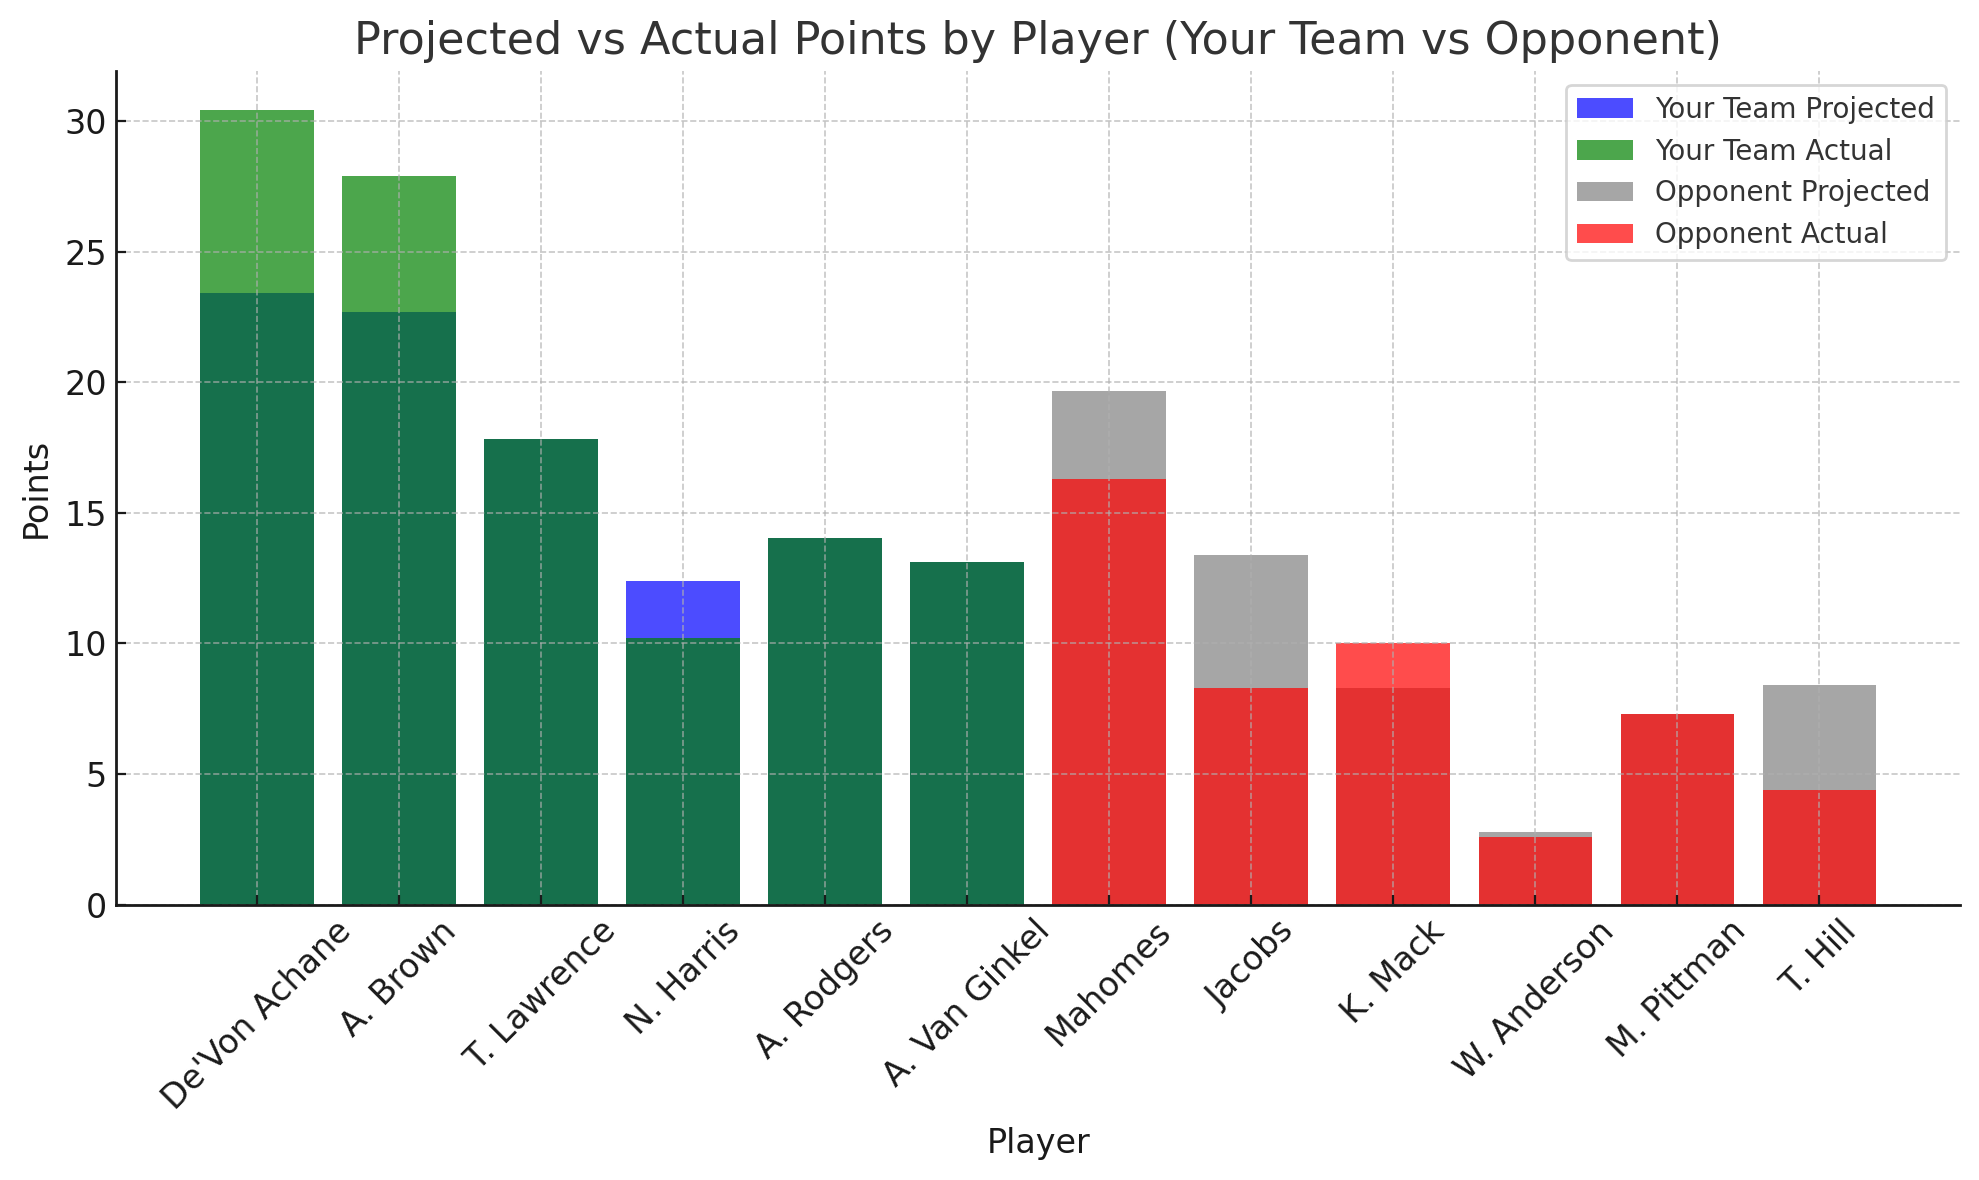 Projected vs Actual Points by Player (Your Team vs Opponent)
Your Team Projected
Your Team Actual
Opponent Projected
Opponent Actual
Points
30
25
20
15
10
5
0
De'Von Achane
A. Brown
T. Lawrence
N. Harris
A. Rodgers
A. Van Ginkel
Mahomes
Jacobs
K. Mack
W. Anderson
M. Pittman
T. Hill
Player